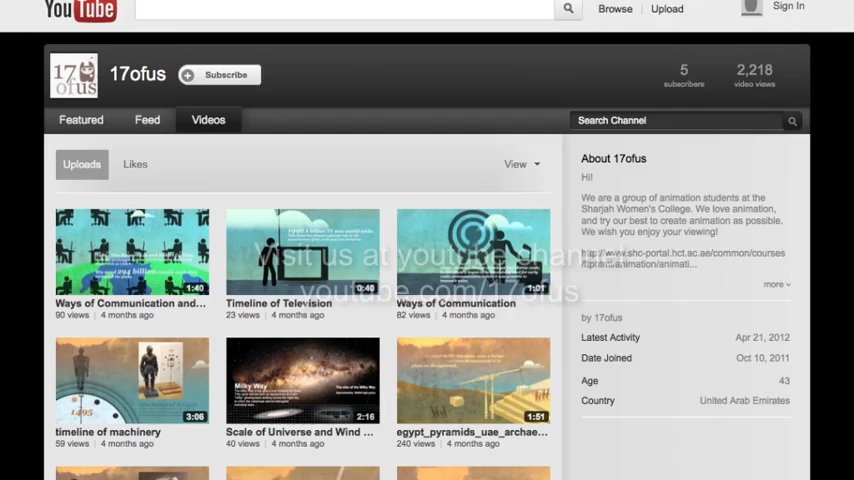 YouTube
Browse | Upload
Sign In
17
ofus
17ofus
Subscribe
5
subscribers
2,218
video views
Featured
Feed
Videos
Search Channel
Uploads
Likes
View
About 17ofus
Hi!
We are a group of animation students at the
Sharjah Women's College. We love animation,
and try our best to create animation as possible.
We wish you enjoy your viewing!
more
Visit us at youtube channel
youtube.com/17ofus
294 billion
1:40
0:40
1:01
Ways of Communication and...
Timeline of Television
Ways of Communication
90 views | 4 months ago
23 views | 4 months ago
82 views | 4 months ago
by 17ofus
Latest Activity
Apr 21, 2012
Date Joined
Oct 10, 2011
Age
43
Country
United Arab Emirates
1495
3:06
Milky Way
2:16
1:51
timeline of machinery
Scale of Universe and Wind ...
egypt_pyramids_uae_archae...
59 views | 4 months ago
40 views | 4 months ago
240 views | 4 months ago